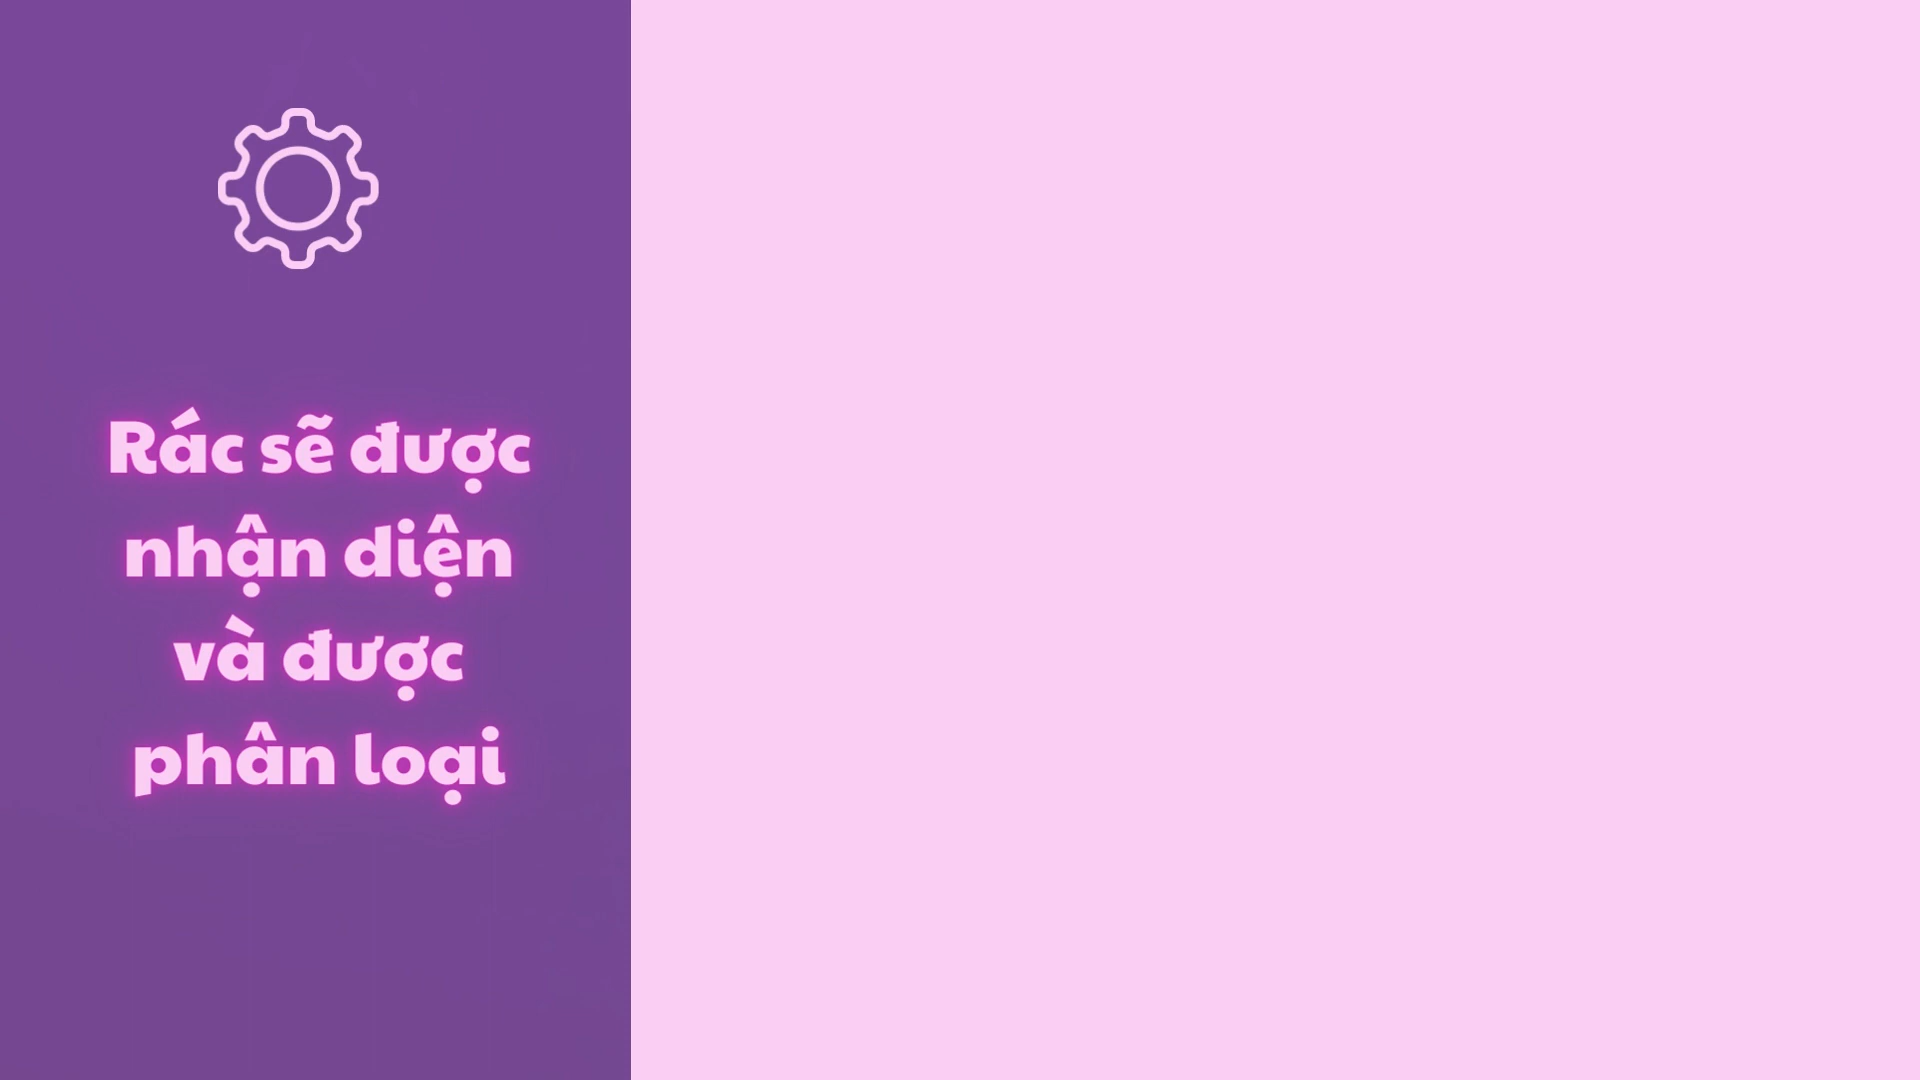 Rác sẽ được
nhận diện
và được
phân loại